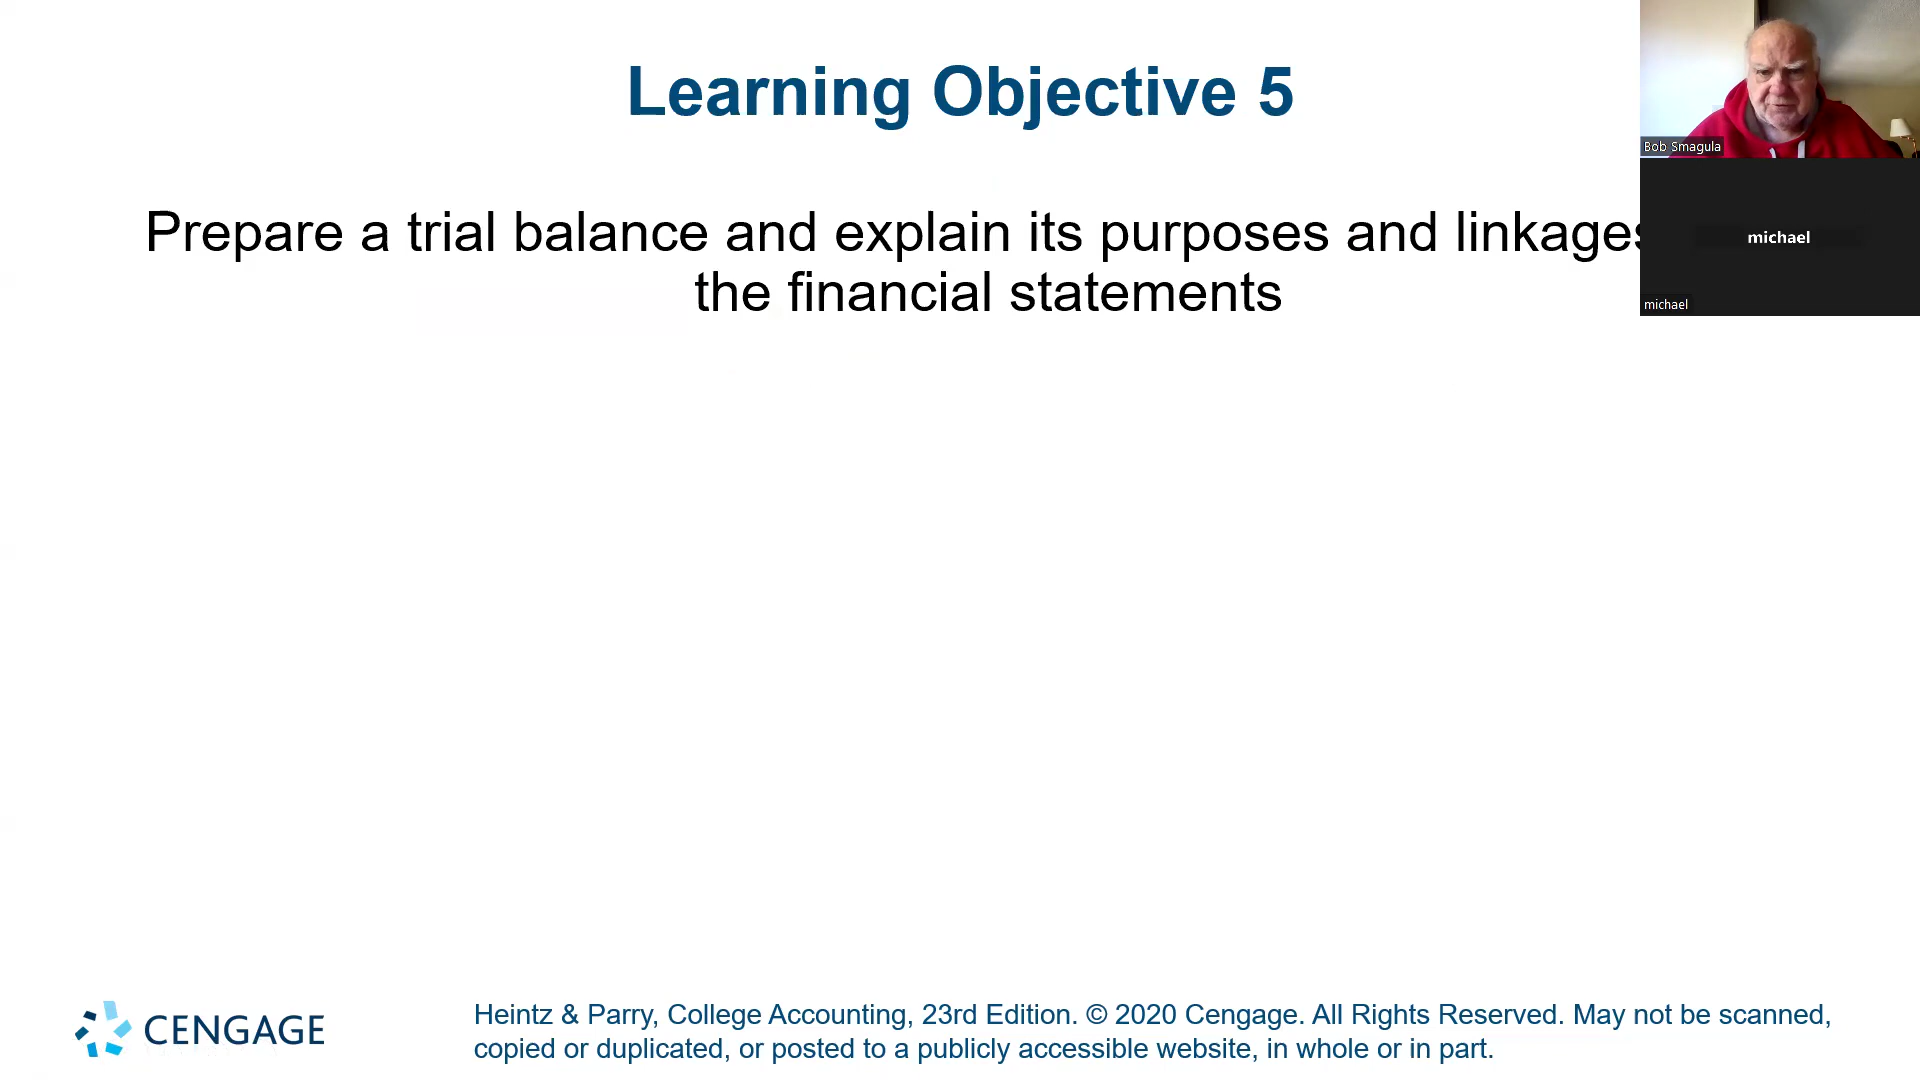 Learning Objective 5
Prepare a trial balance and explain its purposes and linkages
the financial statements
Bob Smagula
michael
michael
CENGAGE
Heintz & Parry, College Accounting, 23rd Edition. © 2020 Cengage. All Rights Reserved. May not be scanned,
copied or duplicated, or posted to a publicly accessible website, in whole or in part.